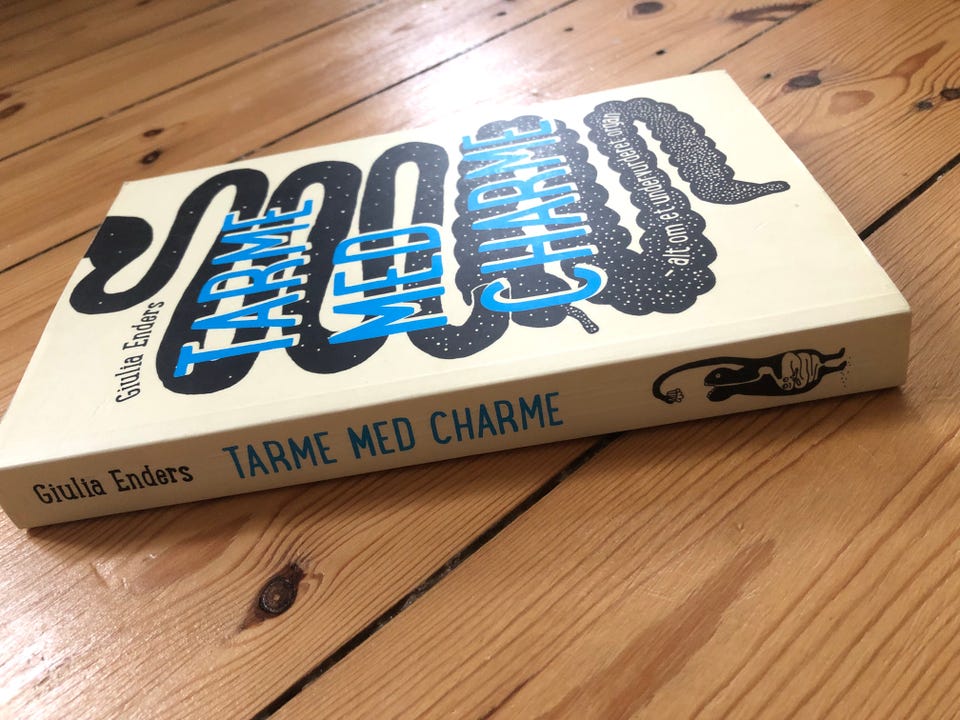 Giulia Enders
TARME
MED
CHARME
- alt om et undervurderet organ
Giulia Enders TARME MED CHARME